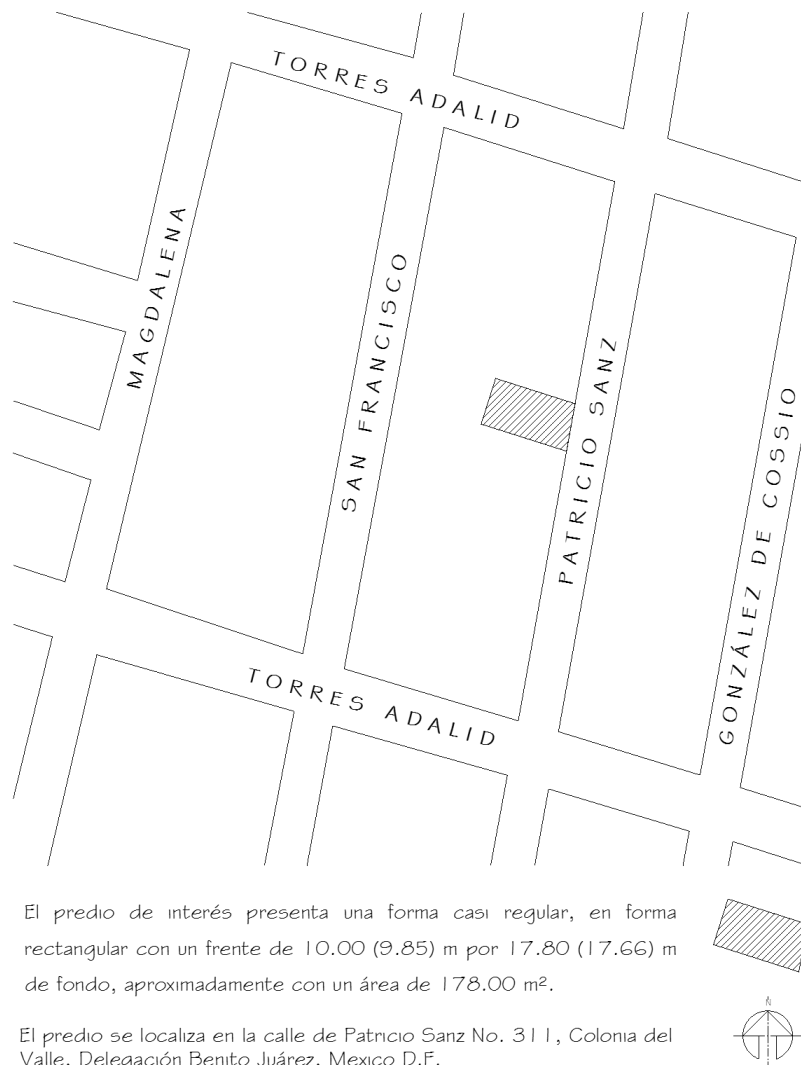 TORRES ADALID
MAGDALENA
SAN FRANCISCO
PATRICIO SANZ
GONZÁLEZ DE COSSIO
TORRES ADALID
El predio de interés presenta una forma casi regular, en forma
rectangular con un frente de 10.00 (9.85) m por 17.80 (17.66) m
de fondo, aproximadamente con un área de 178.00 m².
El predio se localiza en la calle de Patricio Sanz No. 311, Colonia del
Valle, Delegación Benito Juárez, Mexico D.F.
N